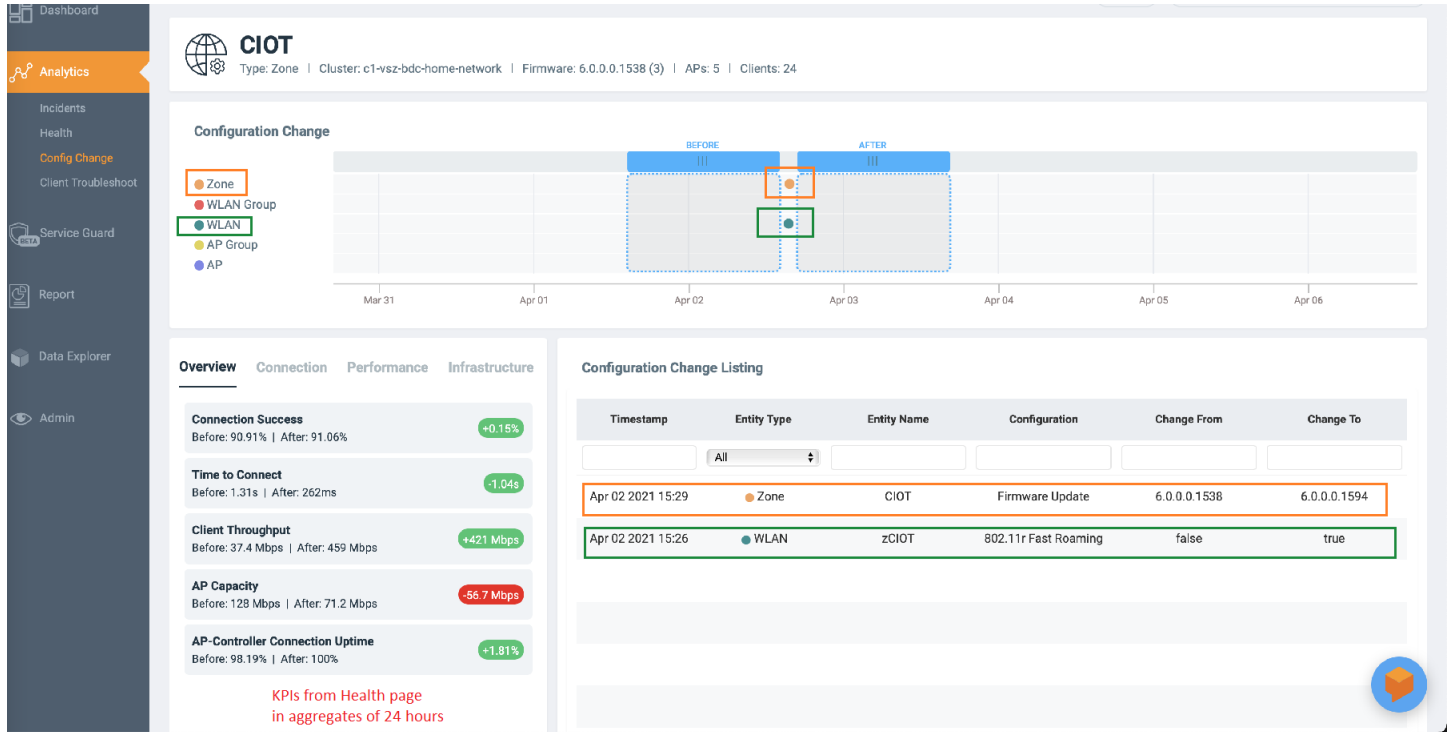 Dashboard
Analytics
Incidents
Health
Config Change
Client Troubleshoot
BETA
Service Guard
Report
Data Explorer
Admin
CIOT
Type: Zone | Cluster: c1-vsz-bdc-home-network | Firmware: 6.0.0.0.1538 (3) | APs: 5 | Clients: 24
Configuration Change
BEFORE AFTER
Zone
WLAN Group
WLAN
AP Group
AP
Mar 31 Apr 01 Apr 02 Apr 03 Apr 04 Apr 05 Apr 06
Overview Connection Performance Infrastructure
Connection Success
Before: 90.91% | After: 91.06%
+0.15%
Time to Connect
Before: 1.31s | After: 262ms
-1.04s
Client Throughput
Before: 37.4 Mbps | After: 459 Mbps
+421 Mbps
AP Capacity
Before: 128 Mbps | After: 71.2 Mbps
-56.7 Mbps
AP-Controller Connection Uptime
Before: 98.19% | After: 100%
+1.81%
KPIs from Health page
in aggregates of 24 hours
Configuration Change Listing
Timestamp Entity Type Entity Name Configuration Change From Change To
All
Apr 02 2021 15:29 Zone CIOT Firmware Update 6.0.0.0.1538 6.0.0.0.1594
Apr 02 2021 15:26 WLAN zCIOT 802.11r Fast Roaming false true